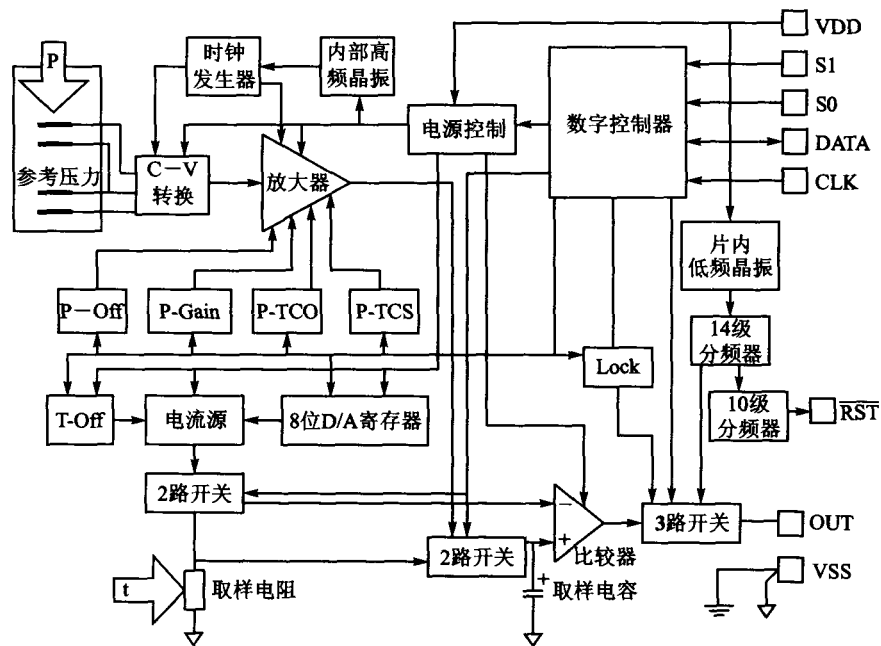 P
参考压力
时钟
发生器
内部高
频晶振
C－V
转换
放大器
电源控制
数字控制器
VDD
S1
S0
DATA
CLK
片内
低频晶振
P－Off
P-Gain
P-TCO
P-TCS
Lock
14级
分频器
10级
分频器
RST
T-Off
电流源
8位D/A寄存器
2路开关
－
+
比较器
3路开关
OUT
2路开关
t
取样电阻
+
取样电容
VSS